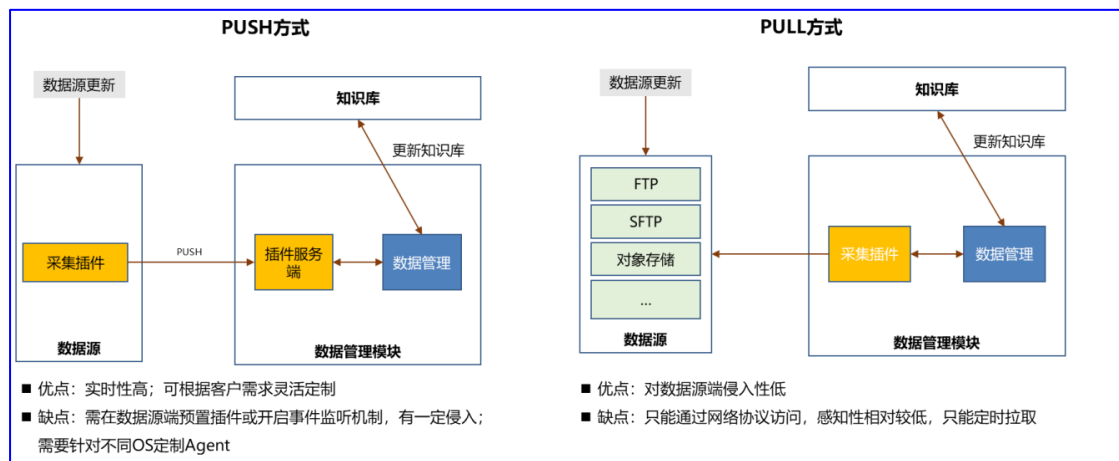 PUSH方式
数据源更新
知识库
更新知识库
采集插件
PUSH
插件服务
端
数据管理
数据源
数据管理模块
■ 优点：实时性高；可根据客户需求灵活定制
■ 缺点：需在数据源端预置插件或开启事件监听机制，有一定侵入；
需要针对不同OS定制Agent
PULL方式
数据源更新
知识库
更新知识库
FTP
SFTP
对象存储
...
采集插件
数据管理
数据源
数据管理模块
■ 优点：对数据源端侵入性低
■ 缺点：只能通过网络协议访问，感知性相对较低，只能定时拉取